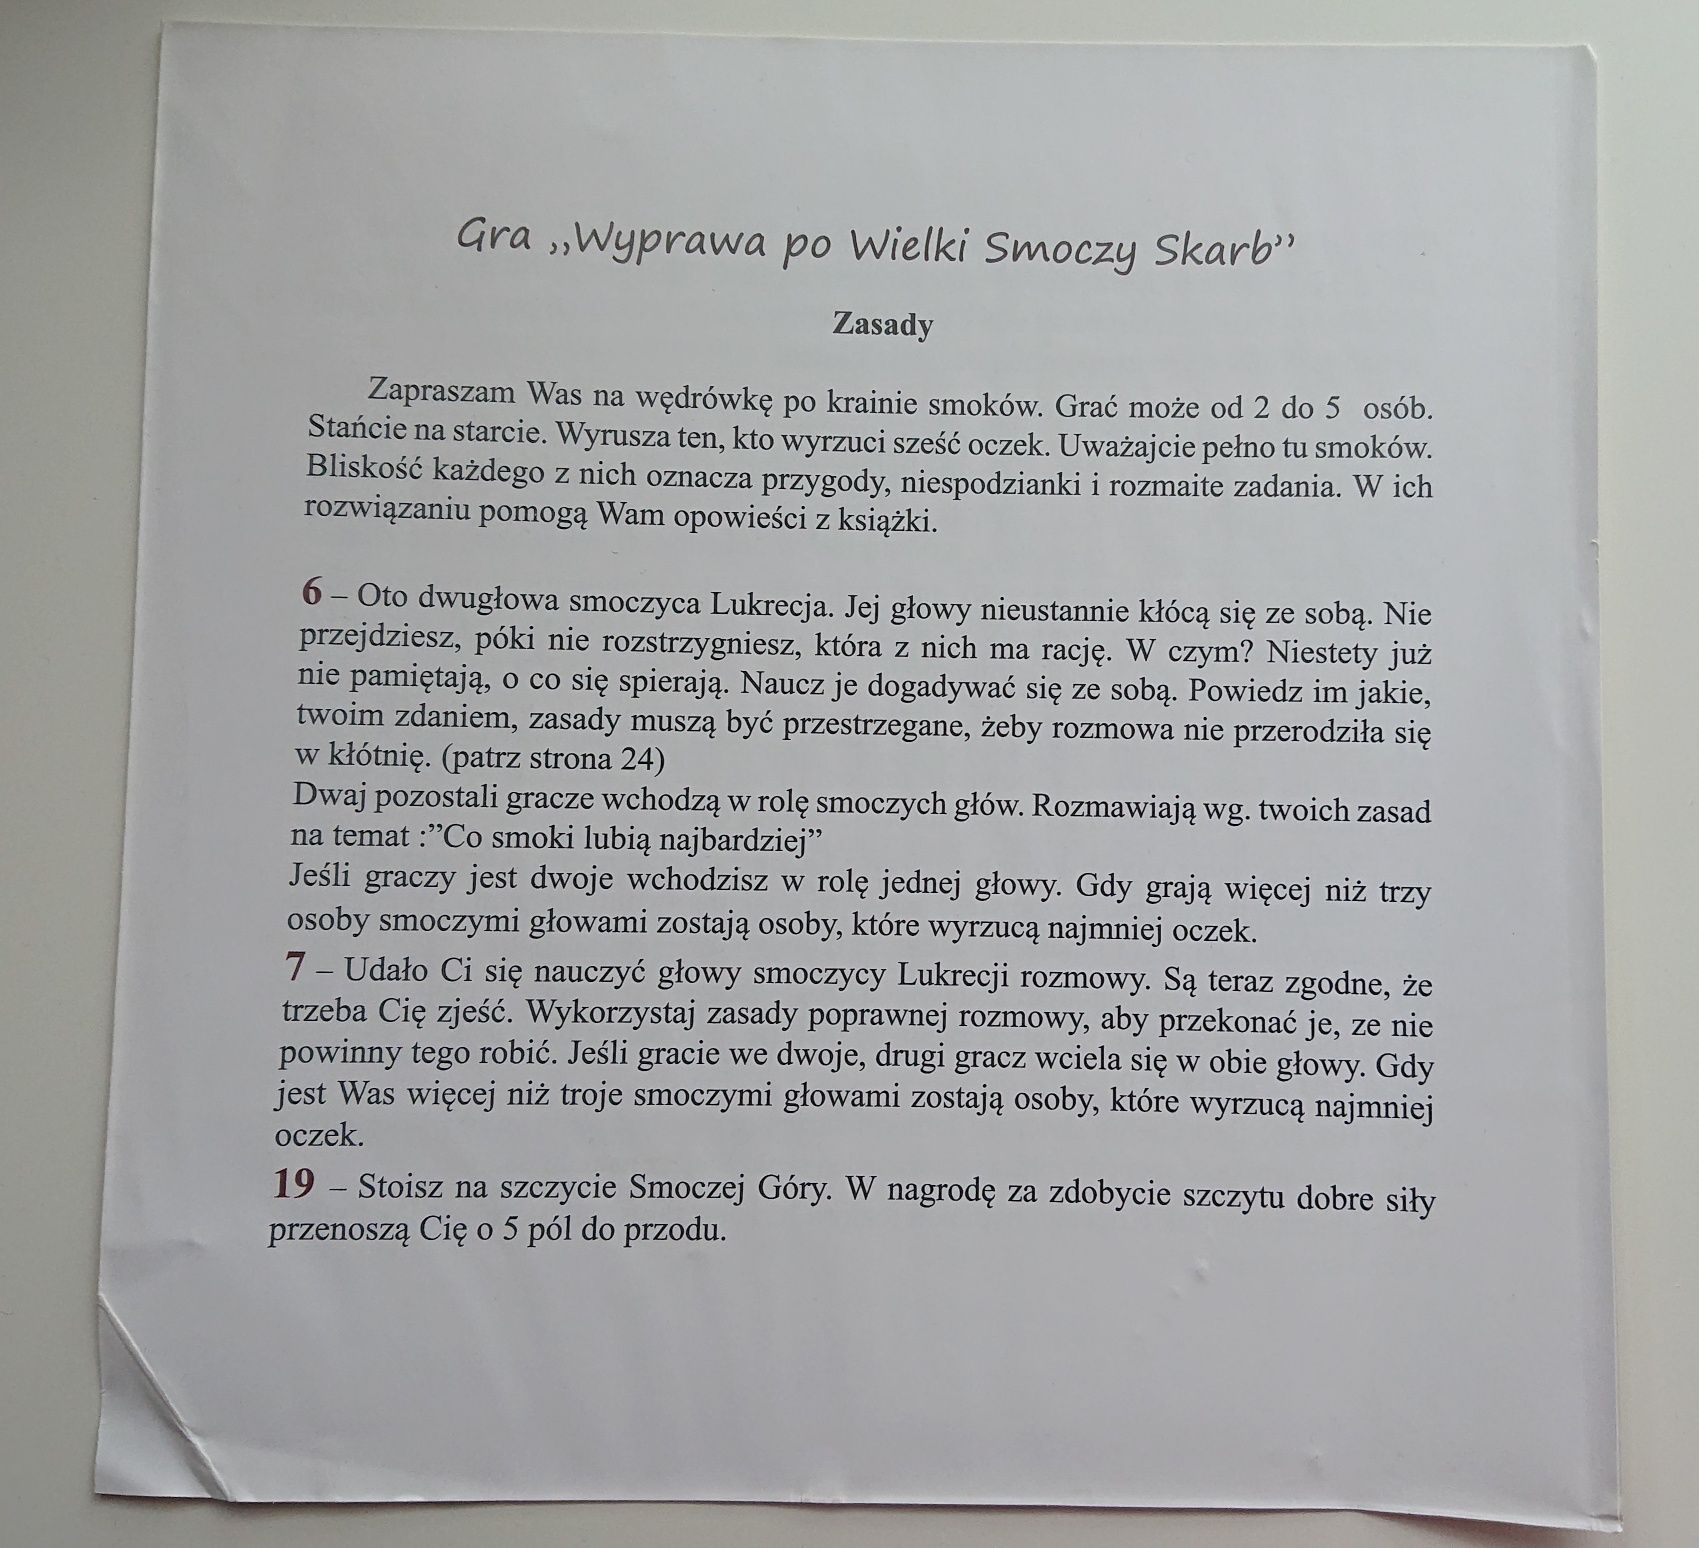 Gra ,,Wyprawa po Wielki Smoczy Skarb”
Zasady
Zapraszam Was na wędrówkę po krainie smoków. Grać może od 2 do 5 osób.
Stańcie na starcie. Wyrusza ten, kto wyrzuci sześć oczek. Uważajcie pełno tu smoków.
Bliskość każdego z nich oznacza przygody, niespodzianki i rozmaite zadania. W ich
rozwiązaniu pomogą Wam opowieści z książki.
6 – Oto dwugłowa smoczyca Lukrecja. Jej głowy nieustannie kłócą się ze sobą. Nie
przejdziesz, póki nie rozstrzygniesz, która z nich ma rację. W czym? Niestety już
nie pamiętają, o co się spierają. Naucz je dogadywać się ze sobą. Powiedz im jakie,
twoim zdaniem, zasady muszą być przestrzegane, żeby rozmowa nie przerodziła się
w kłótnię. (patrz strona 24)
Dwaj pozostali gracze wchodzą w rolę smoczych głów. Rozmawiają wg. twoich zasad
na temat :”Co smoki lubią najbardziej”
Jeśli graczy jest dwoje wchodzisz w rolę jednej głowy. Gdy grają więcej niż trzy
osoby smoczymi głowami zostają osoby, które wyrzucą najmniej oczek.
7 – Udało Ci się nauczyć głowy smoczycy Lukrecji rozmowy. Są teraz zgodne, że
trzeba Cię zjeść. Wykorzystaj zasady poprawnej rozmowy, aby przekonać je, ze nie
powinny tego robić. Jeśli gracie we dwoje, drugi gracz wciela się w obie głowy. Gdy
jest Was więcej niż troje smoczymi głowami zostają osoby, które wyrzucą najmniej
oczek.
19 – Stoisz na szczycie Smoczej Góry. W nagrodę za zdobycie szczytu dobre siły
przenoszą Cię o 5 pól do przodu.